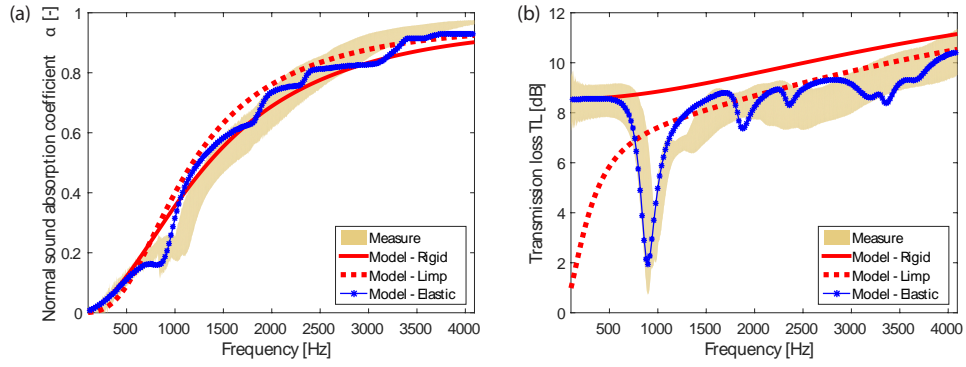 (a)
Normal sound absorption coefficient α [-]
1
0.8
0.6
0.4
0.2
0
500 1000 1500 2000 2500 3000 3500 4000
Frequency [Hz]
Measure
Model - Rigid
Model - Limp
Model - Elastic
(b)
Transmission loss TL [dB]
12
10
8
6
4
2
0
500 1000 1500 2000 2500 3000 3500 4000
Frequency [Hz]
Measure
Model - Rigid
Model - Limp
Model - Elastic